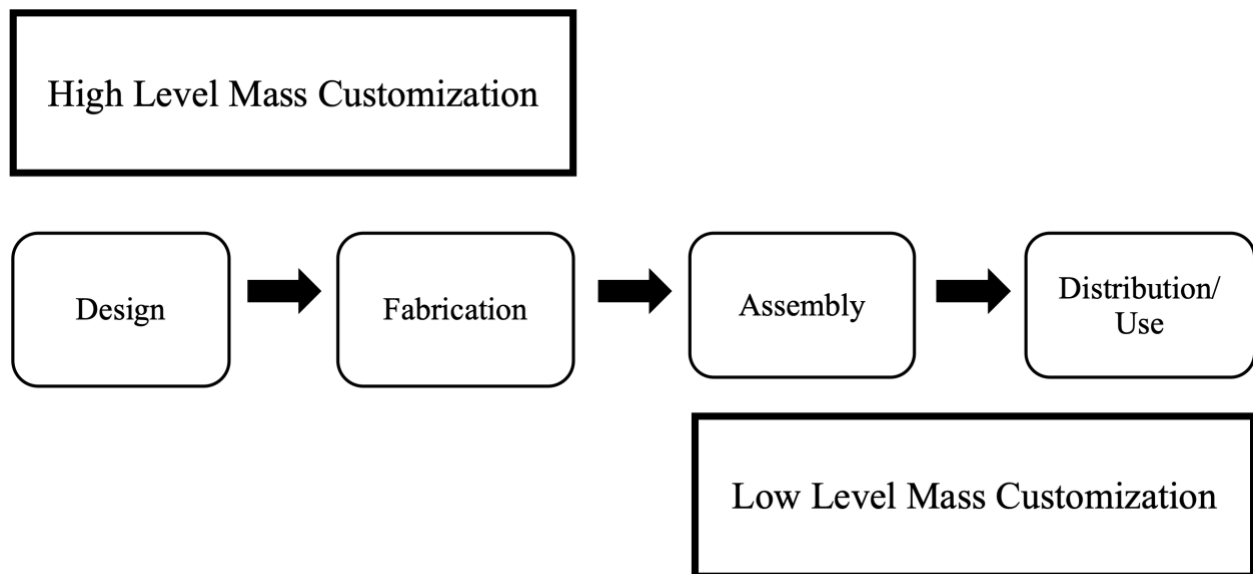 High Level Mass Customization
Design
Fabrication
Assembly
Distribution/
Use
Low Level Mass Customization